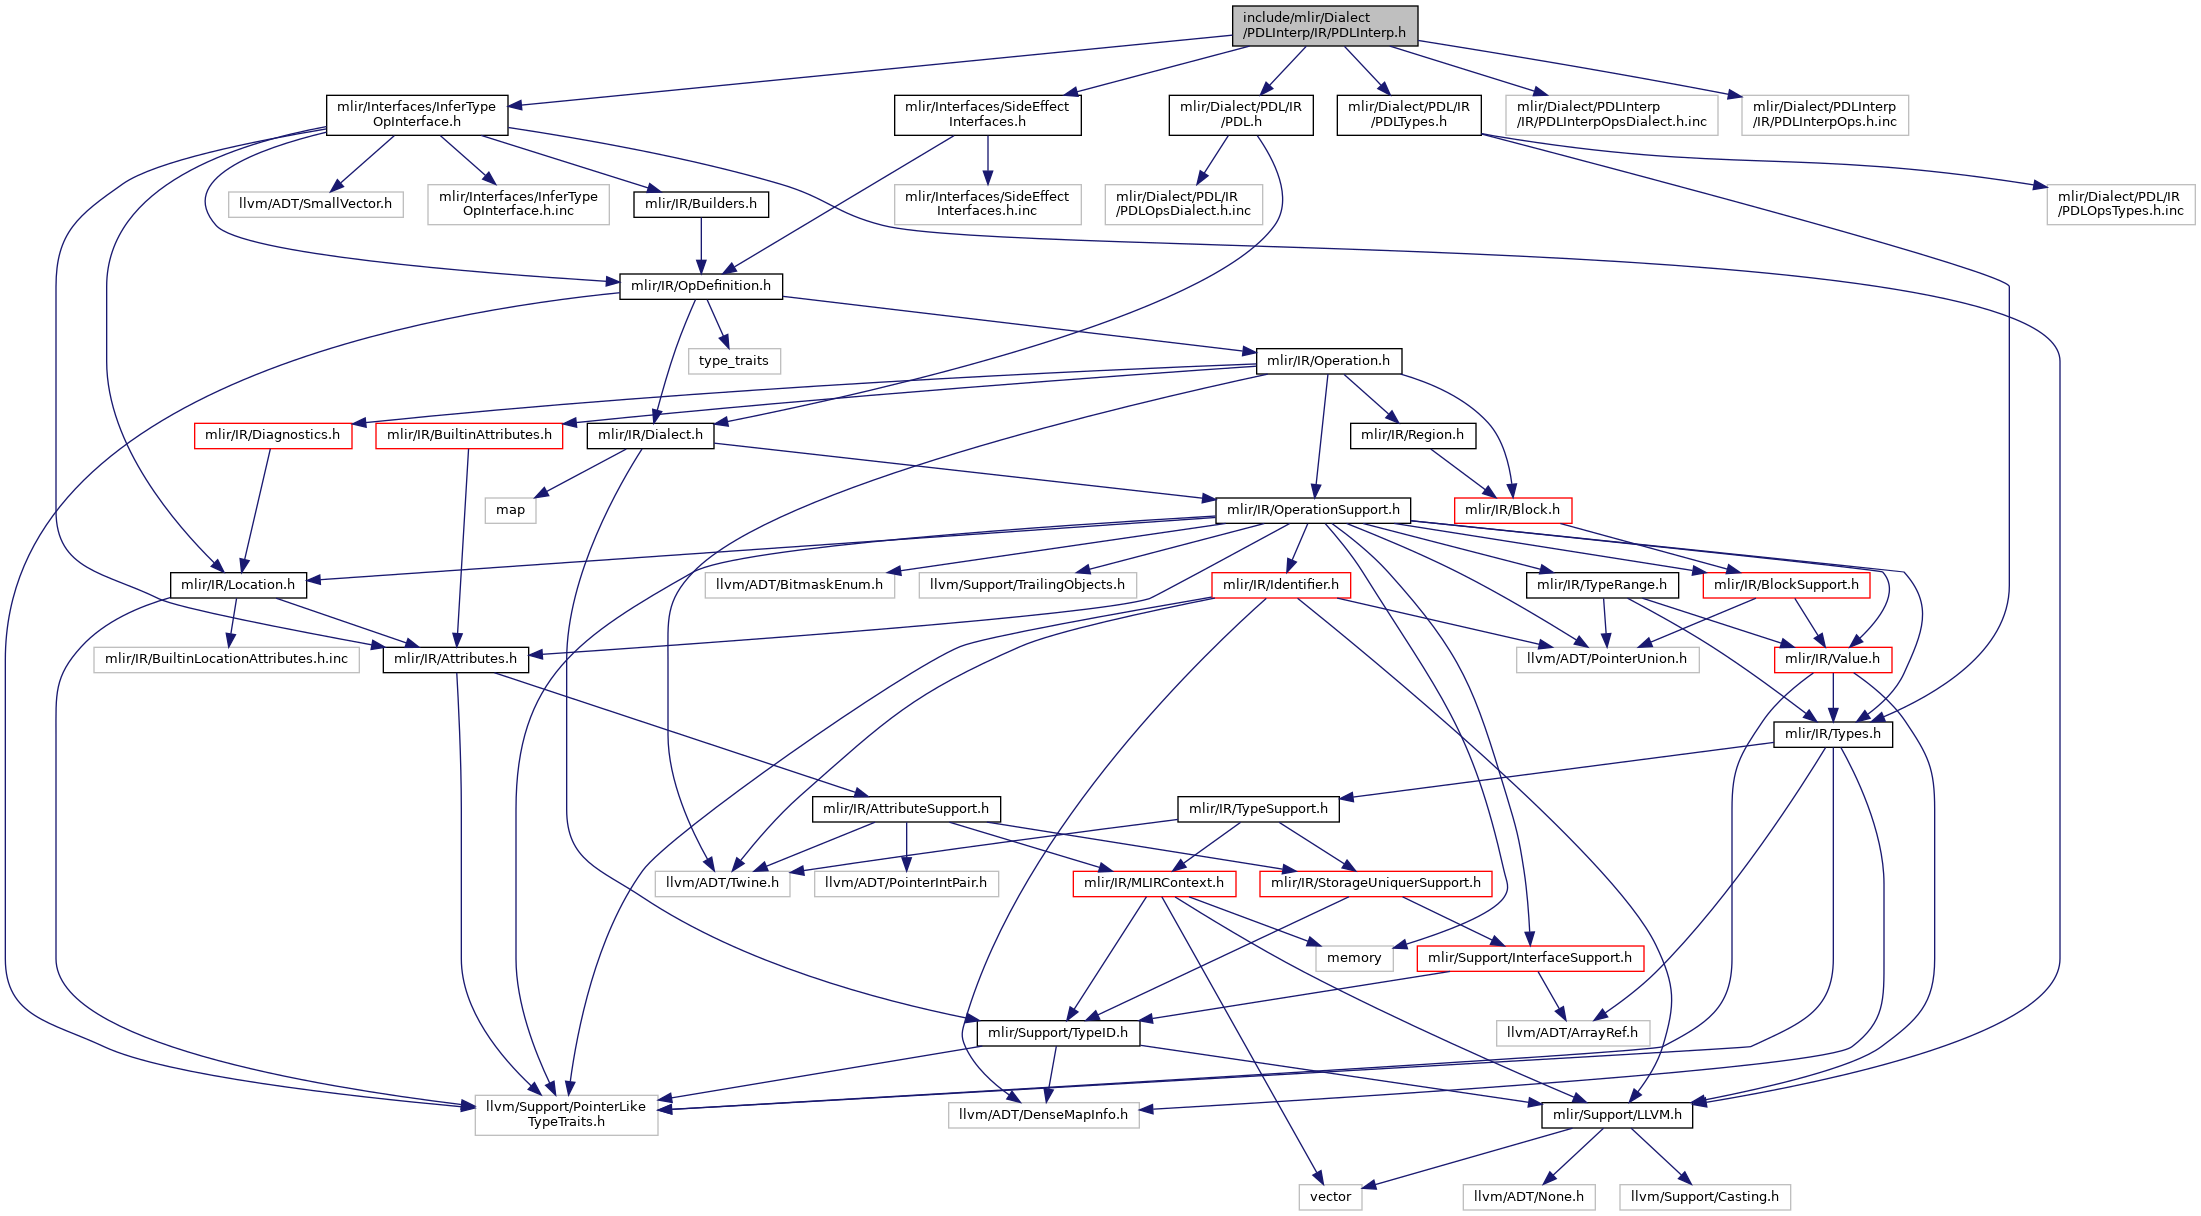 include/mlir/Dialect
/PDLInterp/IR/PDLInterp.h
mlir/Interfaces/InferType
OpInterface.h
mlir/Interfaces/SideEffect
Interfaces.h
mlir/Dialect/PDL/IR
/PDL.h
mlir/Dialect/PDL/IR
/PDLTypes.h
mlir/Dialect/PDLInterp
/IR/PDLInterpOpsDialect.h.inc
mlir/Dialect/PDLInterp
/IR/PDLInterpOps.h.inc
llvm/ADT/SmallVector.h
mlir/Interfaces/InferType
OpInterface.h.inc
mlir/IR/Builders.h
mlir/Interfaces/SideEffect
Interfaces.h.inc
mlir/Dialect/PDL/IR
/PDLOpsDialect.h.inc
mlir/Dialect/PDL/IR
/PDLOpsTypes.h.inc
mlir/IR/OpDefinition.h
type_traits
mlir/IR/Operation.h
mlir/IR/Diagnostics.h
mlir/IR/BuiltinAttributes.h
mlir/IR/Dialect.h
mlir/IR/Region.h
map
mlir/IR/OperationSupport.h
mlir/IR/Block.h
mlir/IR/Location.h
llvm/ADT/BitmaskEnum.h
llvm/Support/TrailingObjects.h
mlir/IR/Identifier.h
mlir/IR/TypeRange.h
mlir/IR/BlockSupport.h
mlir/IR/BuiltinLocationAttributes.h.inc
mlir/IR/Attributes.h
llvm/ADT/PointerUnion.h
mlir/IR/Value.h
mlir/IR/Types.h
mlir/IR/AttributeSupport.h
mlir/IR/TypeSupport.h
llvm/ADT/Twine.h
llvm/ADT/PointerIntPair.h
mlir/IR/MLIRContext.h
mlir/IR/StorageUniquerSupport.h
memory
mlir/Support/InterfaceSupport.h
mlir/Support/TypeID.h
llvm/ADT/ArrayRef.h
llvm/Support/PointerLike
TypeTraits.h
llvm/ADT/DenseMapInfo.h
mlir/Support/LLVM.h
vector
llvm/ADT/None.h
llvm/Support/Casting.h